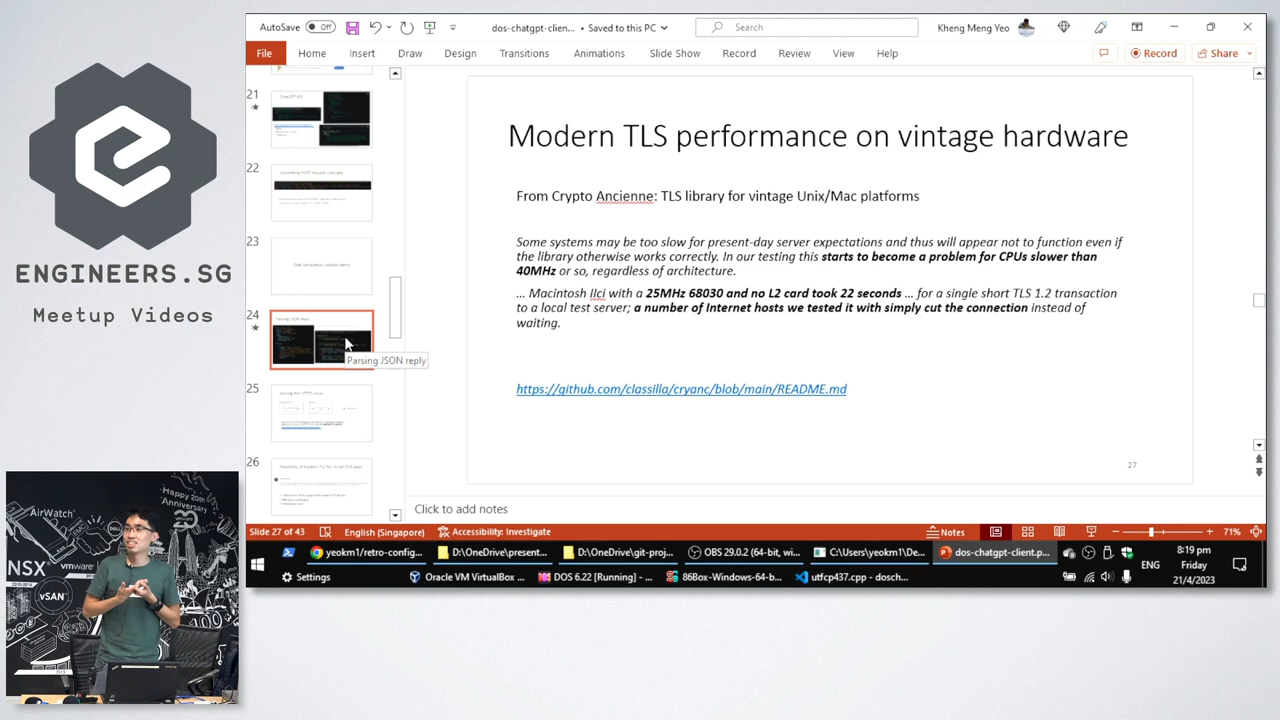 ENGINEERS.SG
Meetup Videos
AutoSave Off
dos-chatgpt-clien... • Saved to this PC
Search
Kheng Meng Yeo
File Home Insert Draw Design Transitions Animations Slide Show Record Review View Help
Record
Share
21
22
23
24
Parsing JSON reply
25
26
Modern TLS performance on vintage hardware
From Crypto Ancienne: TLS library for vintage Unix/Mac platforms
Some systems may be too slow for present-day server expectations and thus will appear not to function even if
the library otherwise works correctly. In our testing this starts to become a problem for CPUs slower than
40MHz or so, regardless of architecture.
... Macintosh IIci with a 25MHz 68030 and no L2 card took 22 seconds ... for a single short TLS 1.2 transaction
to a local test server; a number of Internet hosts we tested it with simply cut the connection instead of
waiting.
https://github.com/classilla/cryanc/blob/main/README.md
27
Click to add notes
Slide 27 of 43
English (Singapore)
Accessibility: Investigate
Notes
71%
yeokm1/retro-config...
D:\OneDrive\present...
D:\OneDrive\git-proj...
OBS 29.0.2 (64-bit, wi...
C:\Users\yeokm1\De...
dos-chatgpt-client.p...
Settings
Oracle VM VirtualBox ...
DOS 6.22 [Running] - ...
86Box-Windows-64-b...
utfcp437.cpp - dosch...
ENG
8:19 pm
Friday
21/4/2023
AirWatch
Happy 20th
Anniversary
20
NSX
vmware
vSAN
DELL